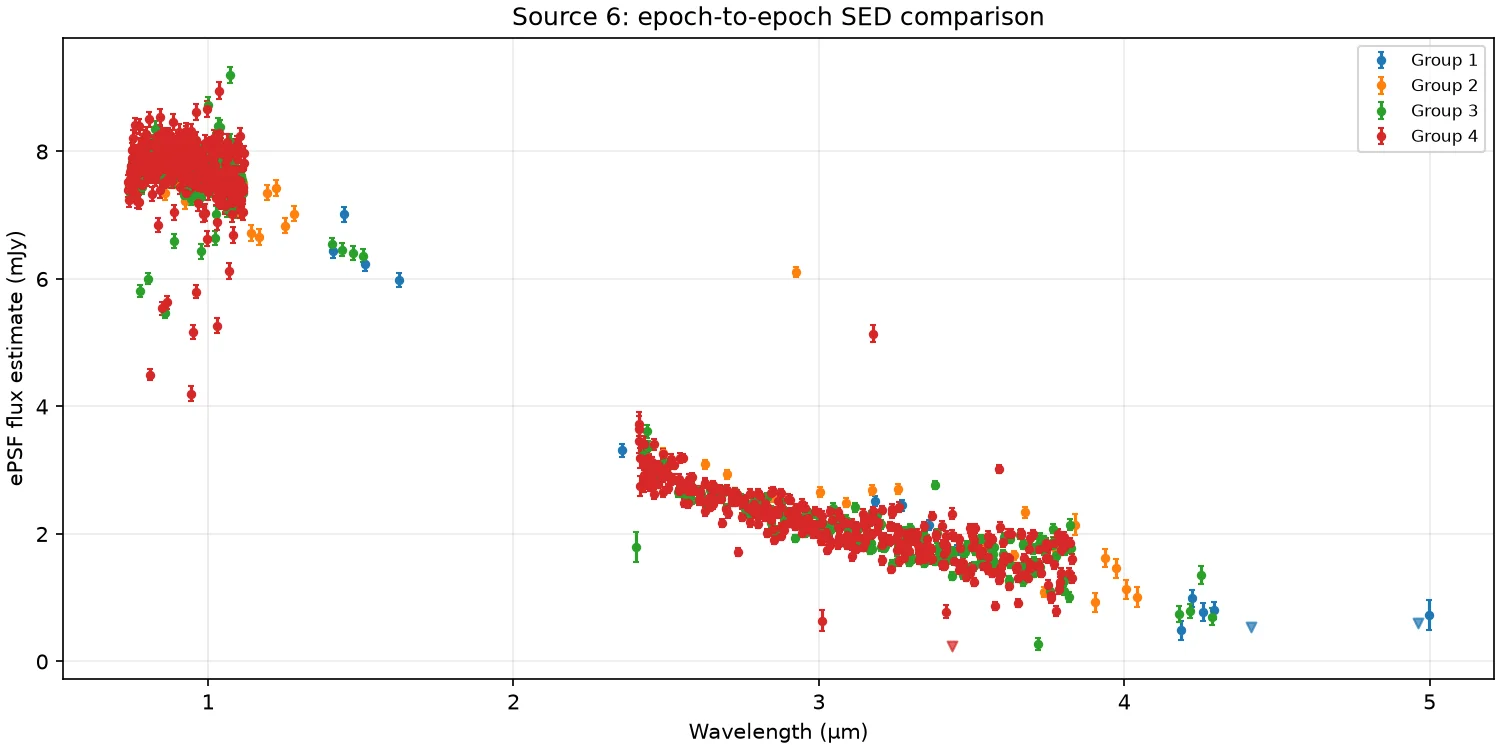 Source 6: epoch-to-epoch SED comparison
ePSF flux estimate (mJy)
8
6
4
2
0
Group 1
Group 2
Group 3
Group 4
1
2
3
4
5
Wavelength (μm)